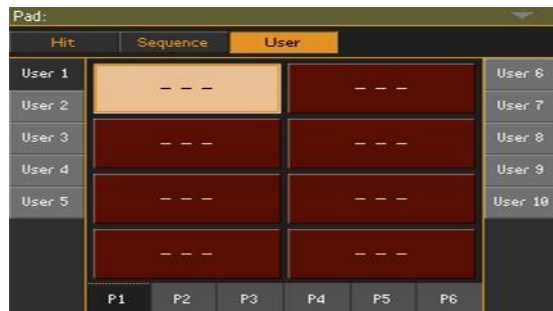 Pad:
Hit Sequence User
User 1 --- --- User 6
User 2 User 7
User 3 --- --- User 8
User 4 User 9
User 5 --- --- User 10
--- ---
P1 P2 P3 P4 P5 P6